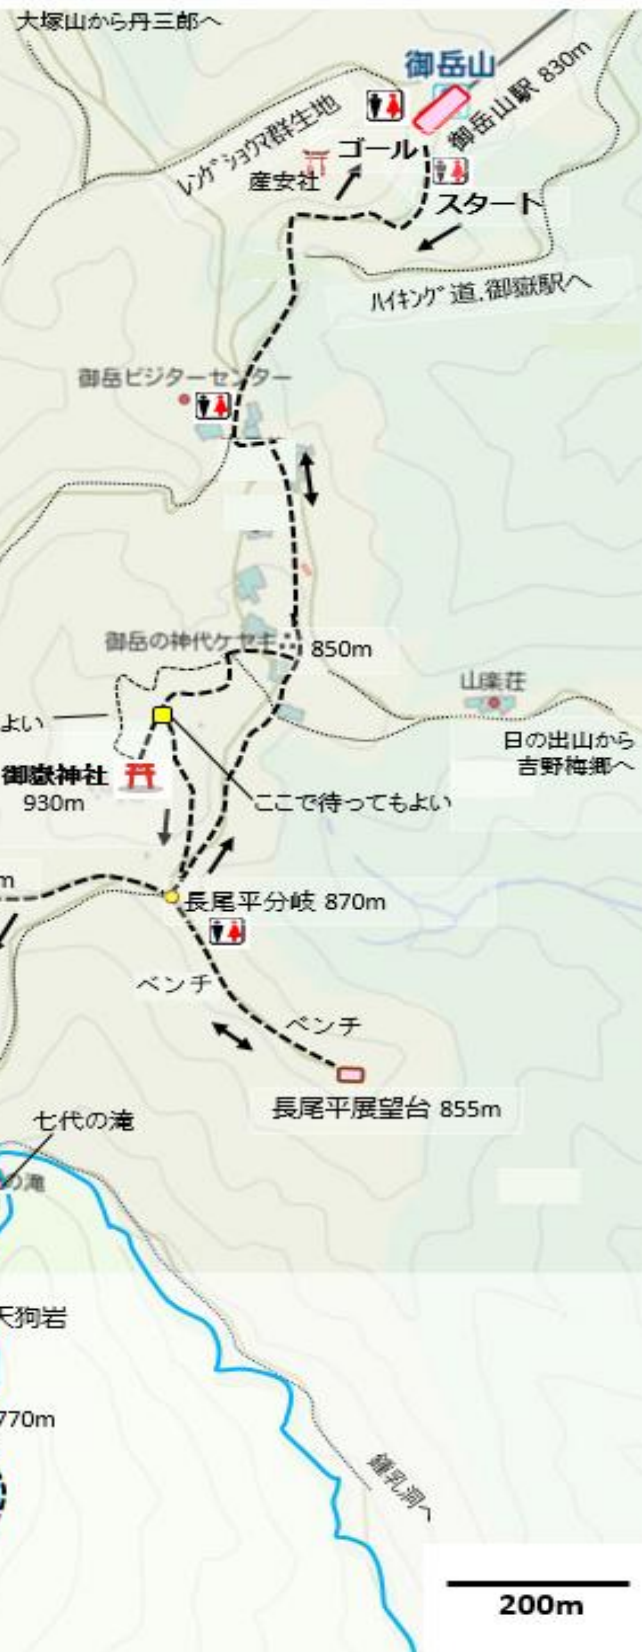 大塚山から丹三郎へ
御岳山
御岳山駅 830m
レンゲショウマ群生地
ゴール
産安社
スタート
ﾊｲｷﾝｸﾞ道,御嶽駅へ
御岳ビジターセンター
御岳の神代ケヤキ
850m
山楽荘
よい
日の出山から
吉野梅郷へ
御嶽神社
930m
ここで待ってもよい
m
長尾平分岐 870m
ベンチ
ベンチ
長尾平展望台 855m
七代の滝
の滝
天狗岩
770m
鍾乳洞へ
200m